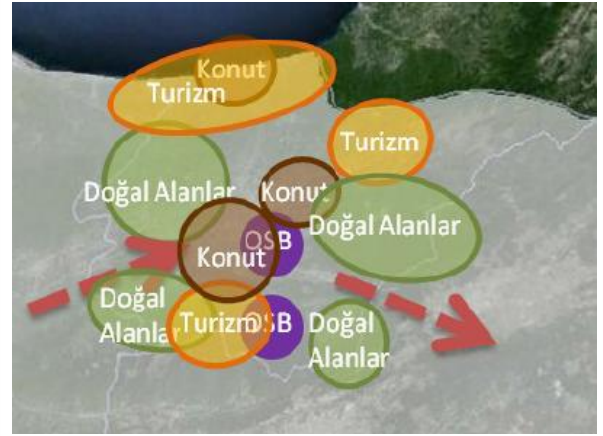 Konut
Turizm
Turizm
Doğal Alanlar
Konut
Doğal Alanlar
OSB
Konut
Doğal
Alanlar
Turizm
OSB
Doğal
Alanlar